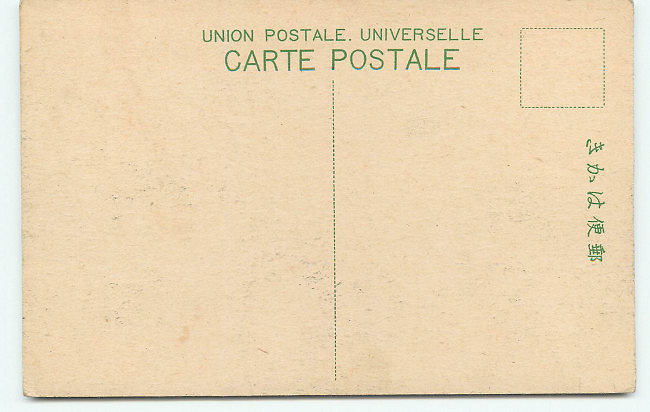 UNION POSTALE. UNIVERSELLE
CARTE POSTALE
きかは便郵